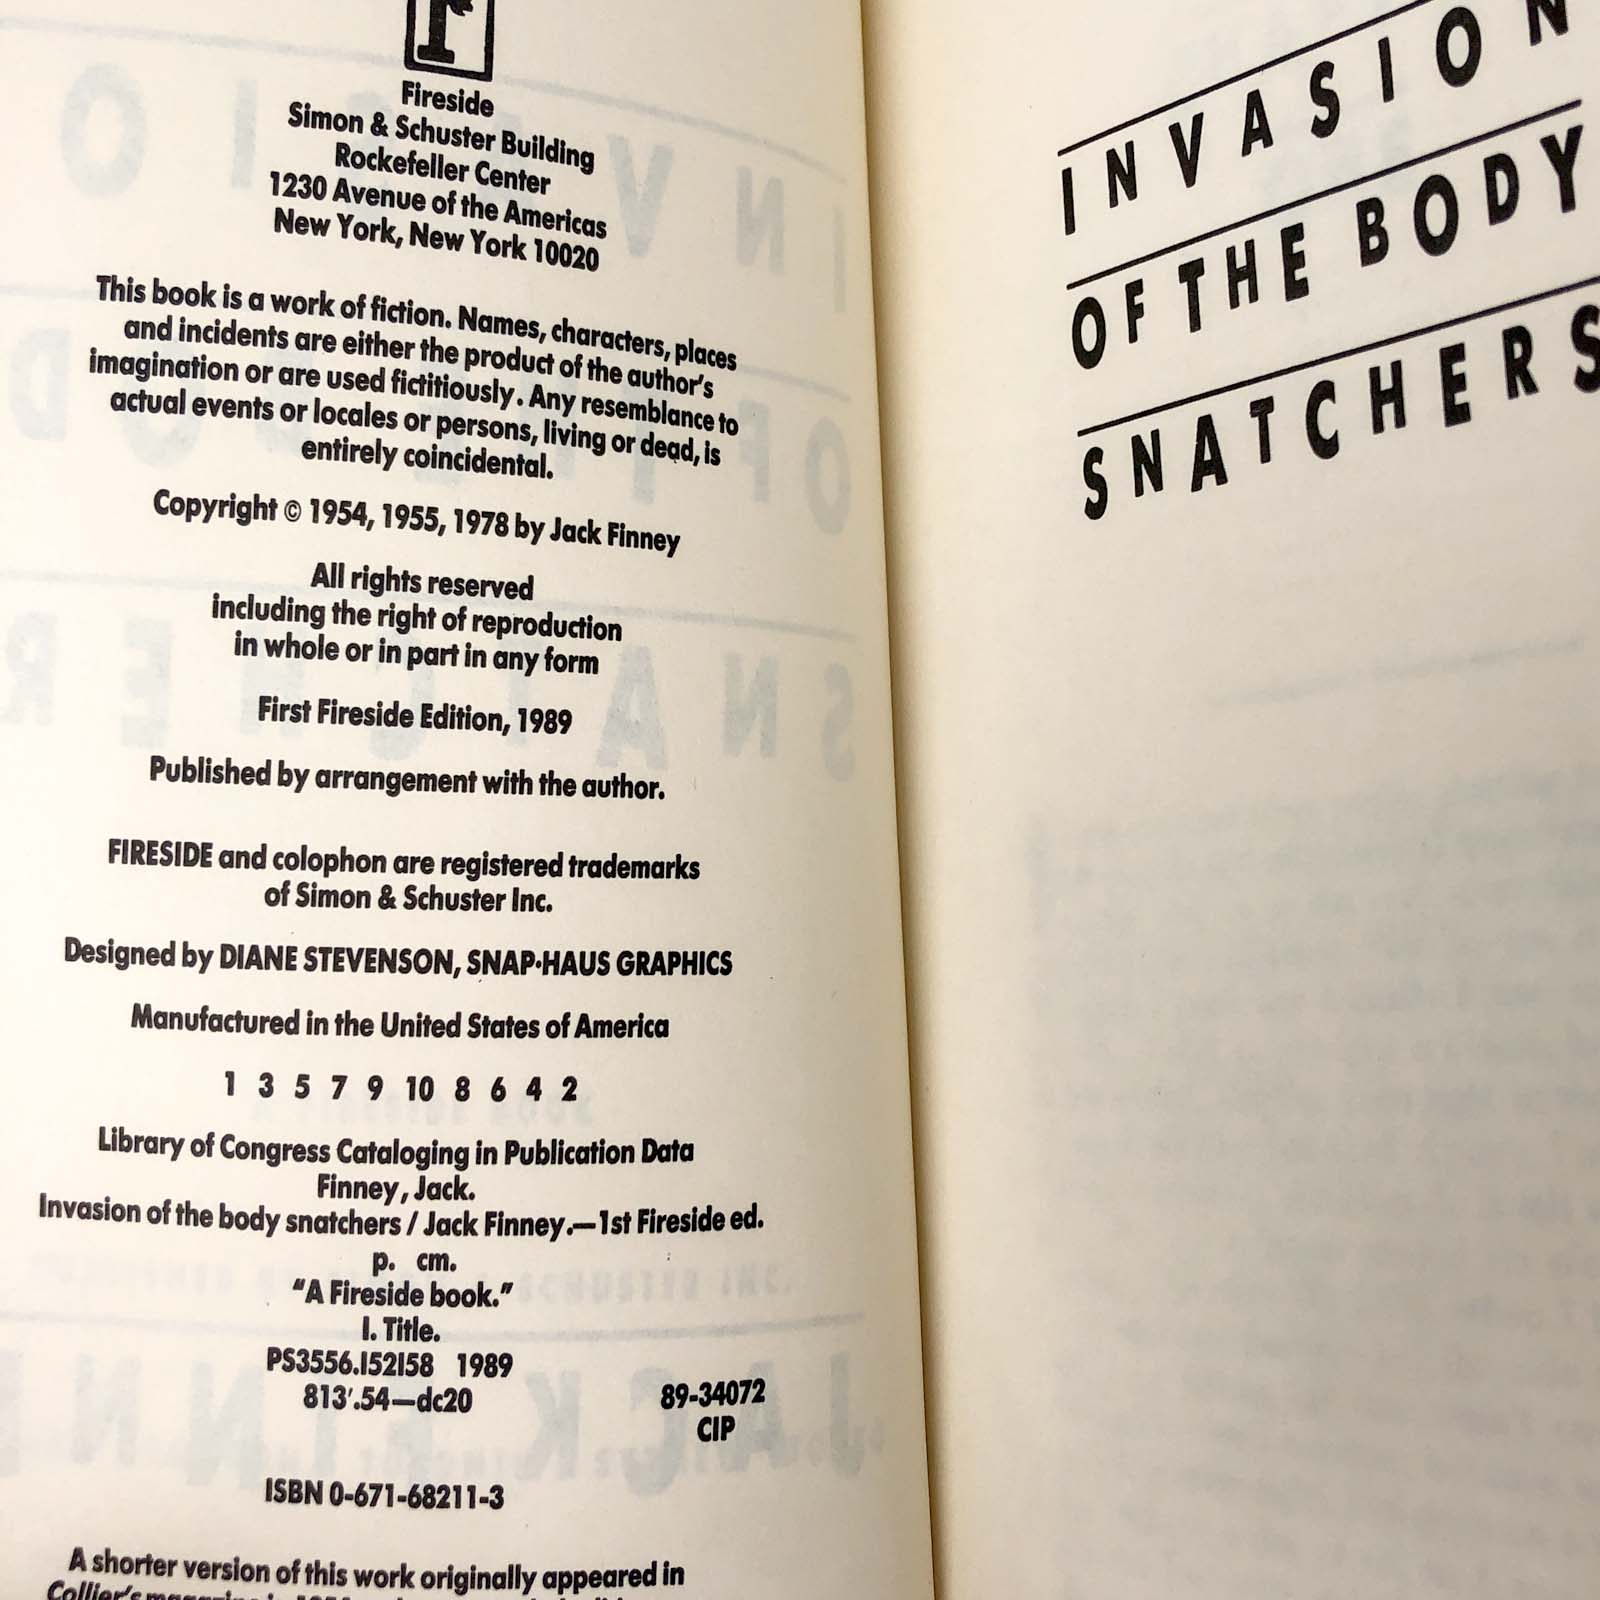 Fireside
Simon & Schuster Building
Rockefeller Center
1230 Avenue of the Americas
New York, New York 10020
This book is a work of fiction. Names, characters, places
and incidents are either the product of the author's
imagination or are used fictitiously. Any resemblance to
actual events or locales or persons, living or dead, is
entirely coincidental.
Copyright © 1954, 1955, 1978 by Jack Finney
All rights reserved
including the right of reproduction
in whole or in part in any form
First Fireside Edition, 1989
Published by arrangement with the author.
FIRESIDE and colophon are registered trademarks
of Simon & Schuster Inc.
Designed by DIANE STEVENSON, SNAP·HAUS GRAPHICS
Manufactured in the United States of America
1 3 5 7 9 10 8 6 4 2
Library of Congress Cataloging in Publication Data
Finney, Jack.
Invasion of the body snatchers / Jack Finney.—1st Fireside ed.
p. cm.
"A Fireside book."
I. Title.
PS3556.I52I58 1989
813'.54—dc20 89-34072
CIP
ISBN 0-671-68211-3
A shorter version of this work originally appeared in
Collier's magazine in
INVASION
OF THE BODY
SNATCHERS